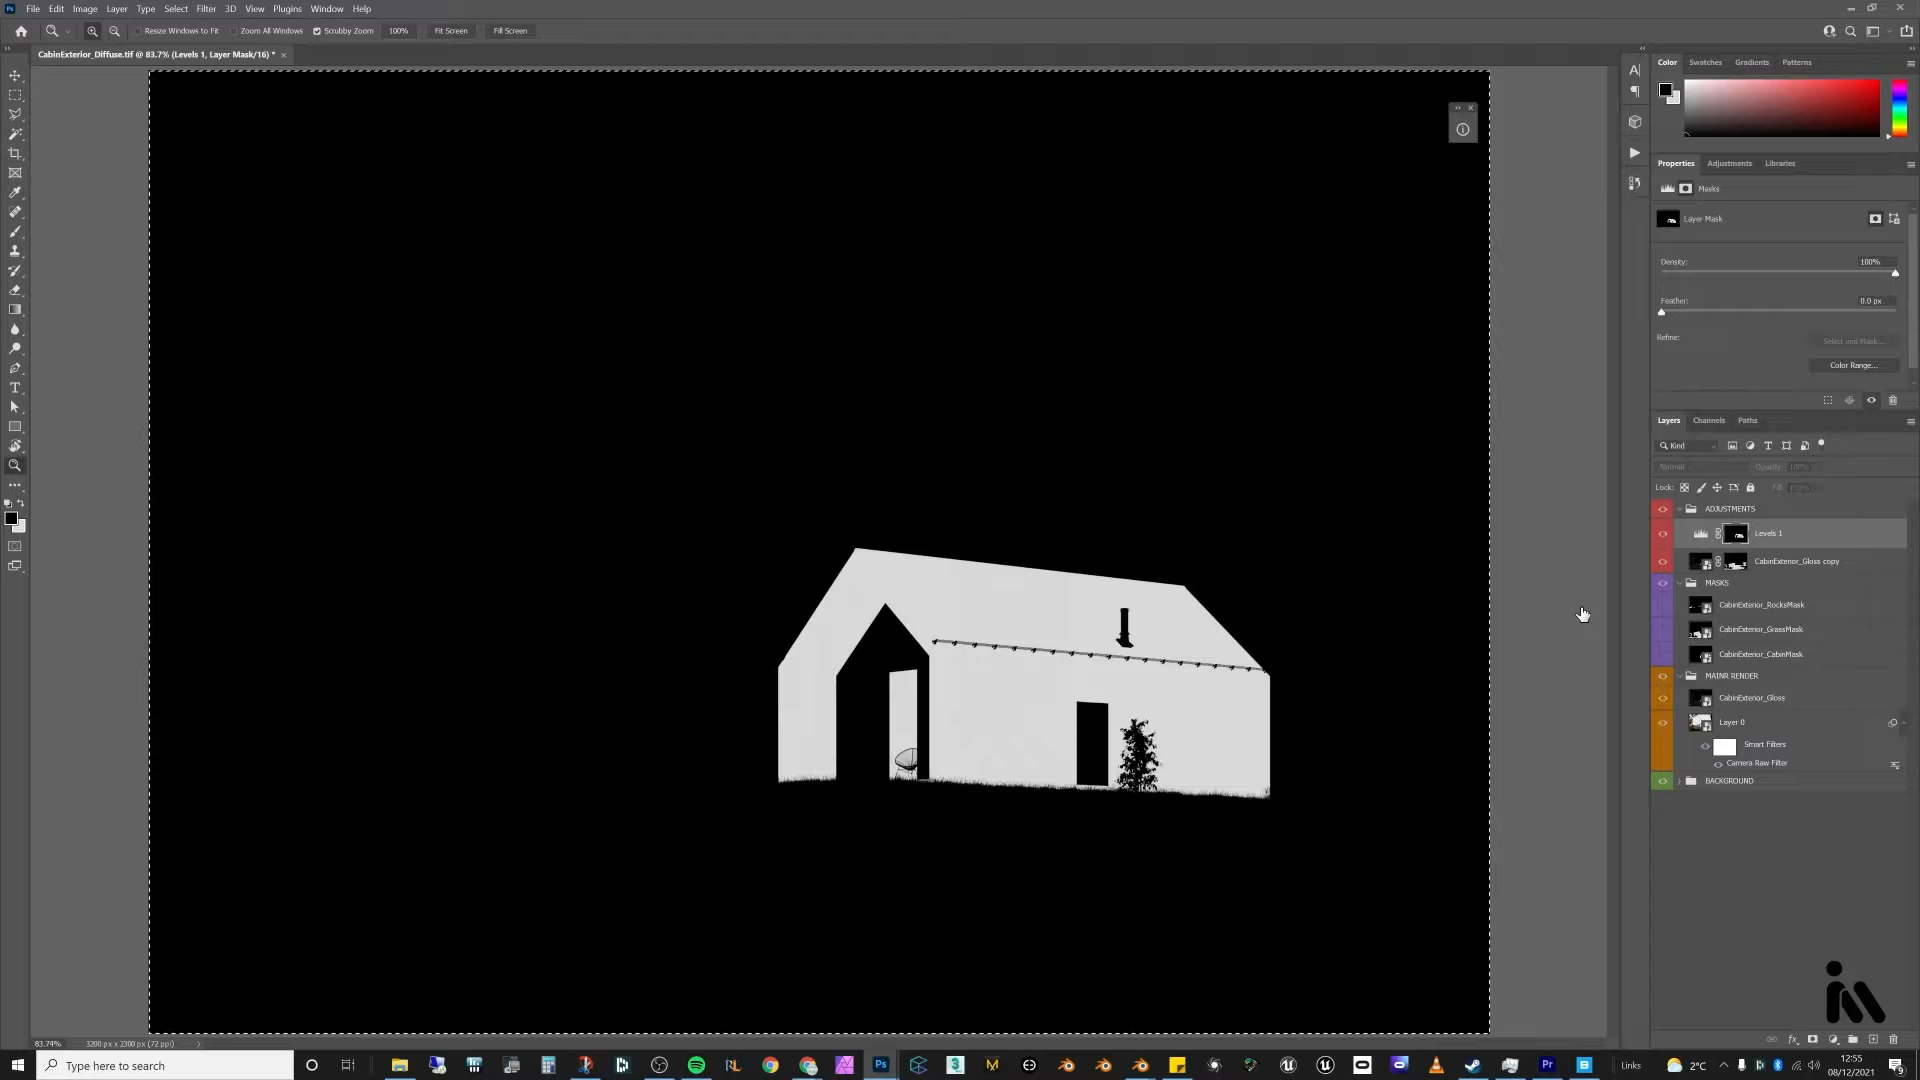 Ps File Edit Image Layer Type Select Filter 3D View Plugins Window Help
Resize Windows to Fit Zoom All Windows Scrubby Zoom 100% Fit Screen Fill Screen
CabinExterior_Diffuse.tif @ 83.7% (Levels 1, Layer Mask/16) * ×
Color Swatches Gradients Patterns
Properties Adjustments Libraries
Masks
Layer Mask
Density: 100%
Feather: 0.0 px
Refine:
Select and Mask...
Color Range...
Layers Channels Paths
Kind
Normal Opacity: 100%
Lock: Fill:
ADJUSTMENTS
Levels 1
CabinExterior_Gloss copy
MASKS
CabinExterior_RocksMask
CabinExterior_GrassMask
CabinExterior_CabinMask
MAINR RENDER
CabinExterior_Gloss
Layer 0
Smart Filters
Camera Raw Filter
BACKGROUND
83.74% 3200 px x 2300 px (72 ppi)
Type here to search
Links 2°C 12:55
08/12/2021